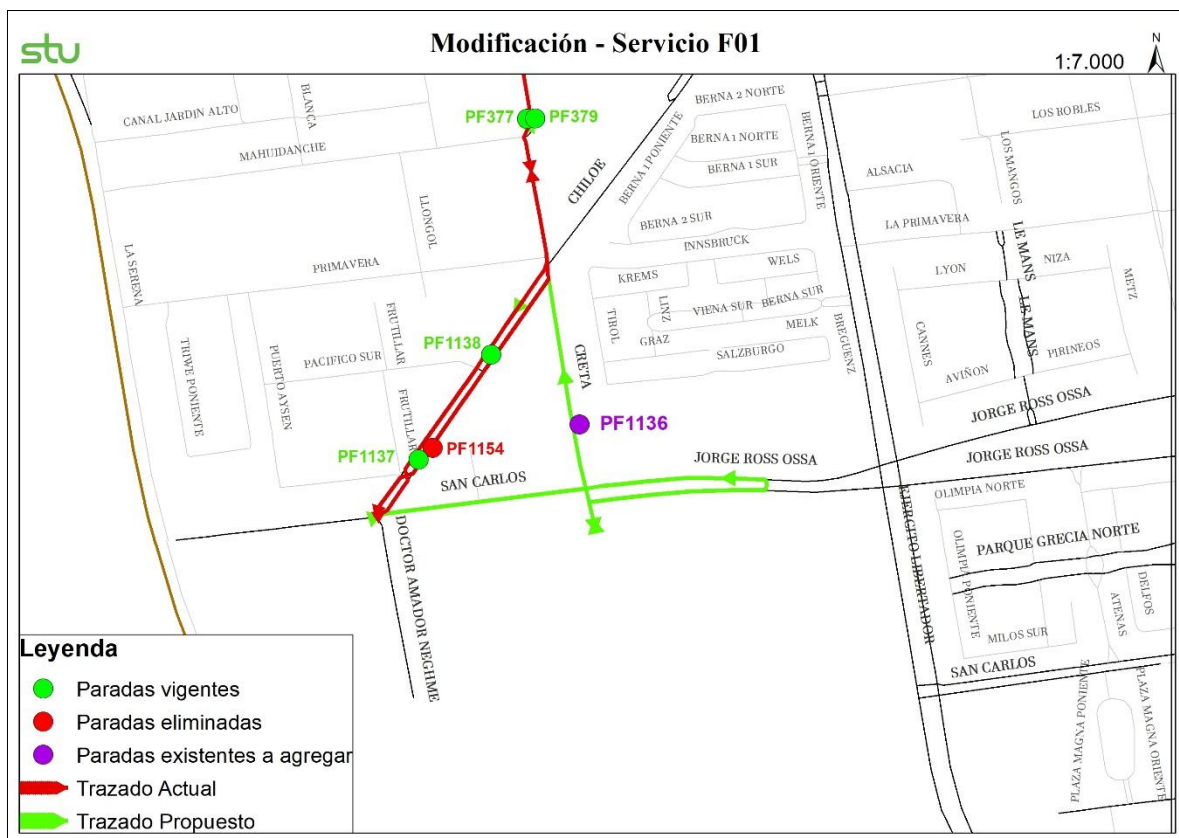 stu
Modificación - Servicio F01
N
1:7.000
CANAL JARDIN ALTO
BLANCA
MAHUIDANCHE
PF377
PF379
CHILOE
BERNA 1 PONIENTE
BERNA 2 NORTE
BERNA 1 NORTE
BERNA 1 SUR
BERNA 1 ORIENTE
BERNA 2 SUR
LOS ROBLES
LOS MANGOS
ALSACIA
LA PRIMAVERA
LE MANS
LA SERENA
LLONGOL
PRIMAVERA
INNSBRUCK
KREMS
WELS
LYON
NIZA
METZ
TIROL
LINZ
VIENA SUR
BERNA SUR
GRAZ
MELK
SALZBURGO
BREGUENZ
CANNES
LE MANS
AVIÑON
PIRINEOS
TRIWE PONIENTE
PUERTO AYSEN
PACIFICO SUR
FRUTILLAR
FRUTILLAR
PF1138
CRETA
PF1136
PF1137
PF1154
SAN CARLOS
JORGE ROSS OSSA
JORGE ROSS OSSA
JORGE ROSS OSSA
DOCTOR AMADOR NEGHME
EJERCITO LIBERTADOR
OLIMPIA NORTE
OLIMPIA PONIENTE
PARQUE GRECIA NORTE
ATENAS
DELFOS
MILOS SUR
SAN CARLOS
PLAZA MAGNA PONIENTE
PLAZA MAGNA ORIENTE
Leyenda
Paradas vigentes
Paradas eliminadas
Paradas existentes a agregar
Trazado Actual
Trazado Propuesto